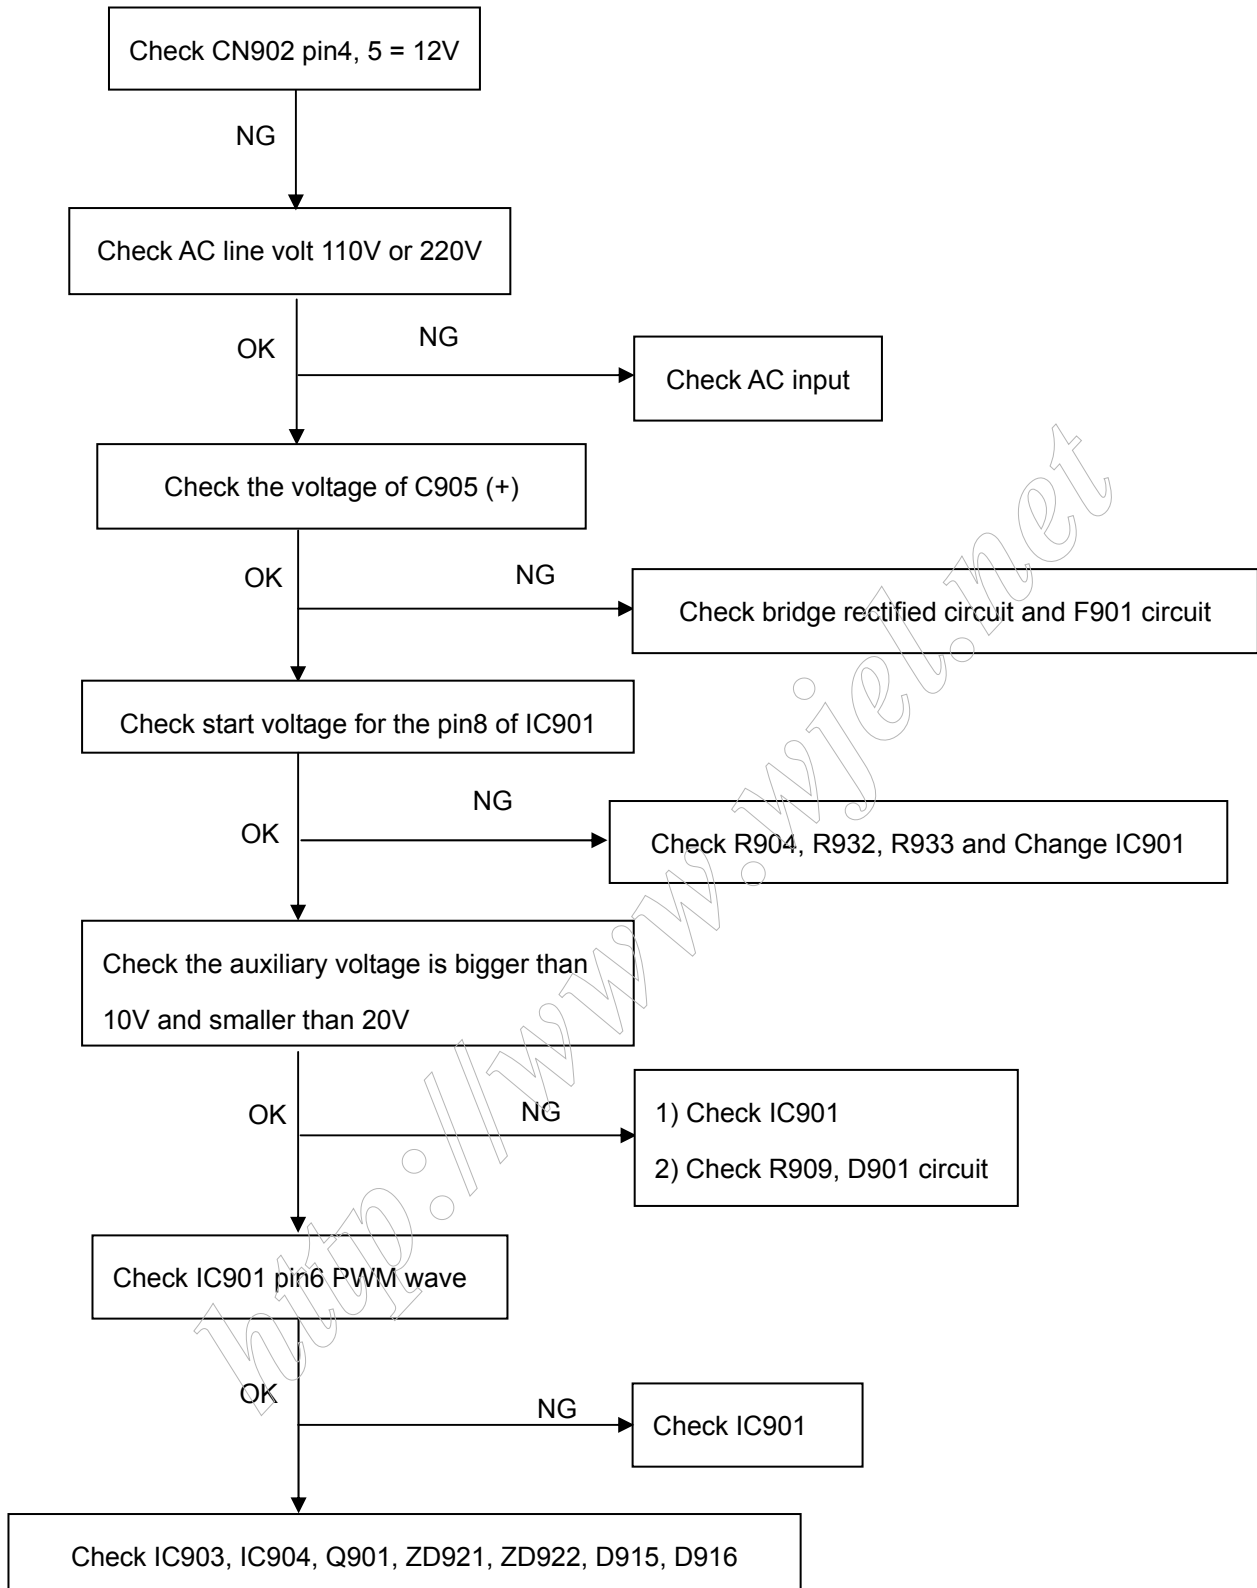 Check CN902 pin4, 5 = 12V
NG
Check AC line volt 110V or 220V
OK
NG
Check AC input
Check the voltage of C905 (+)
OK
NG
Check bridge rectified circuit and F901 circuit
Check start voltage for the pin8 of IC901
OK
NG
Check R904, R932, R933 and Change IC901
Check the auxiliary voltage is bigger than
10V and smaller than 20V
OK
NG
1) Check IC901
2) Check R909, D901 circuit
Check IC901 pin6 PWM wave
OK
NG
Check IC901
Check IC903, IC904, Q901, ZD921, ZD922, D915, D916
http://www.wjel.net